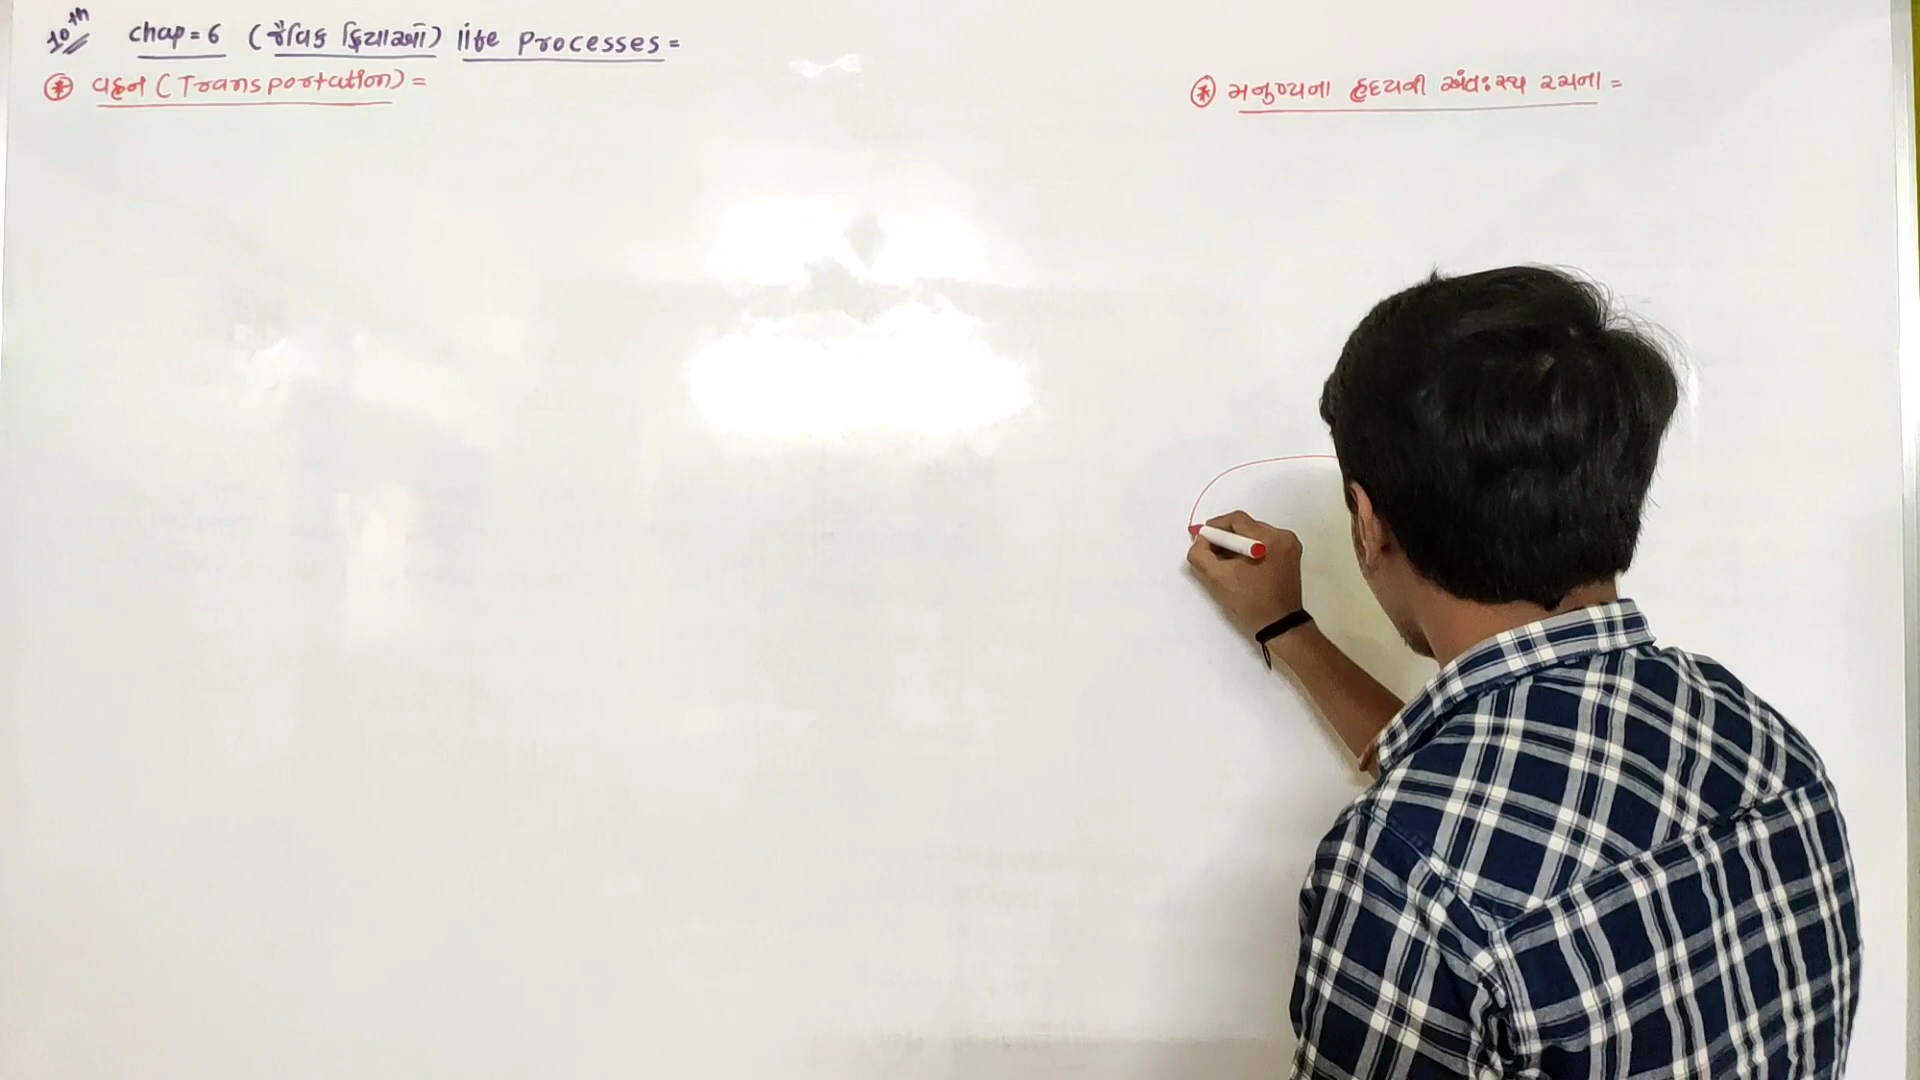 10th chap = 6 (જૈવિક ક્રિયાઓ) life Processes =
* વહન (Transportation) =
* મનુષ્યના હૃદયની અંત:સ્થ રચના =